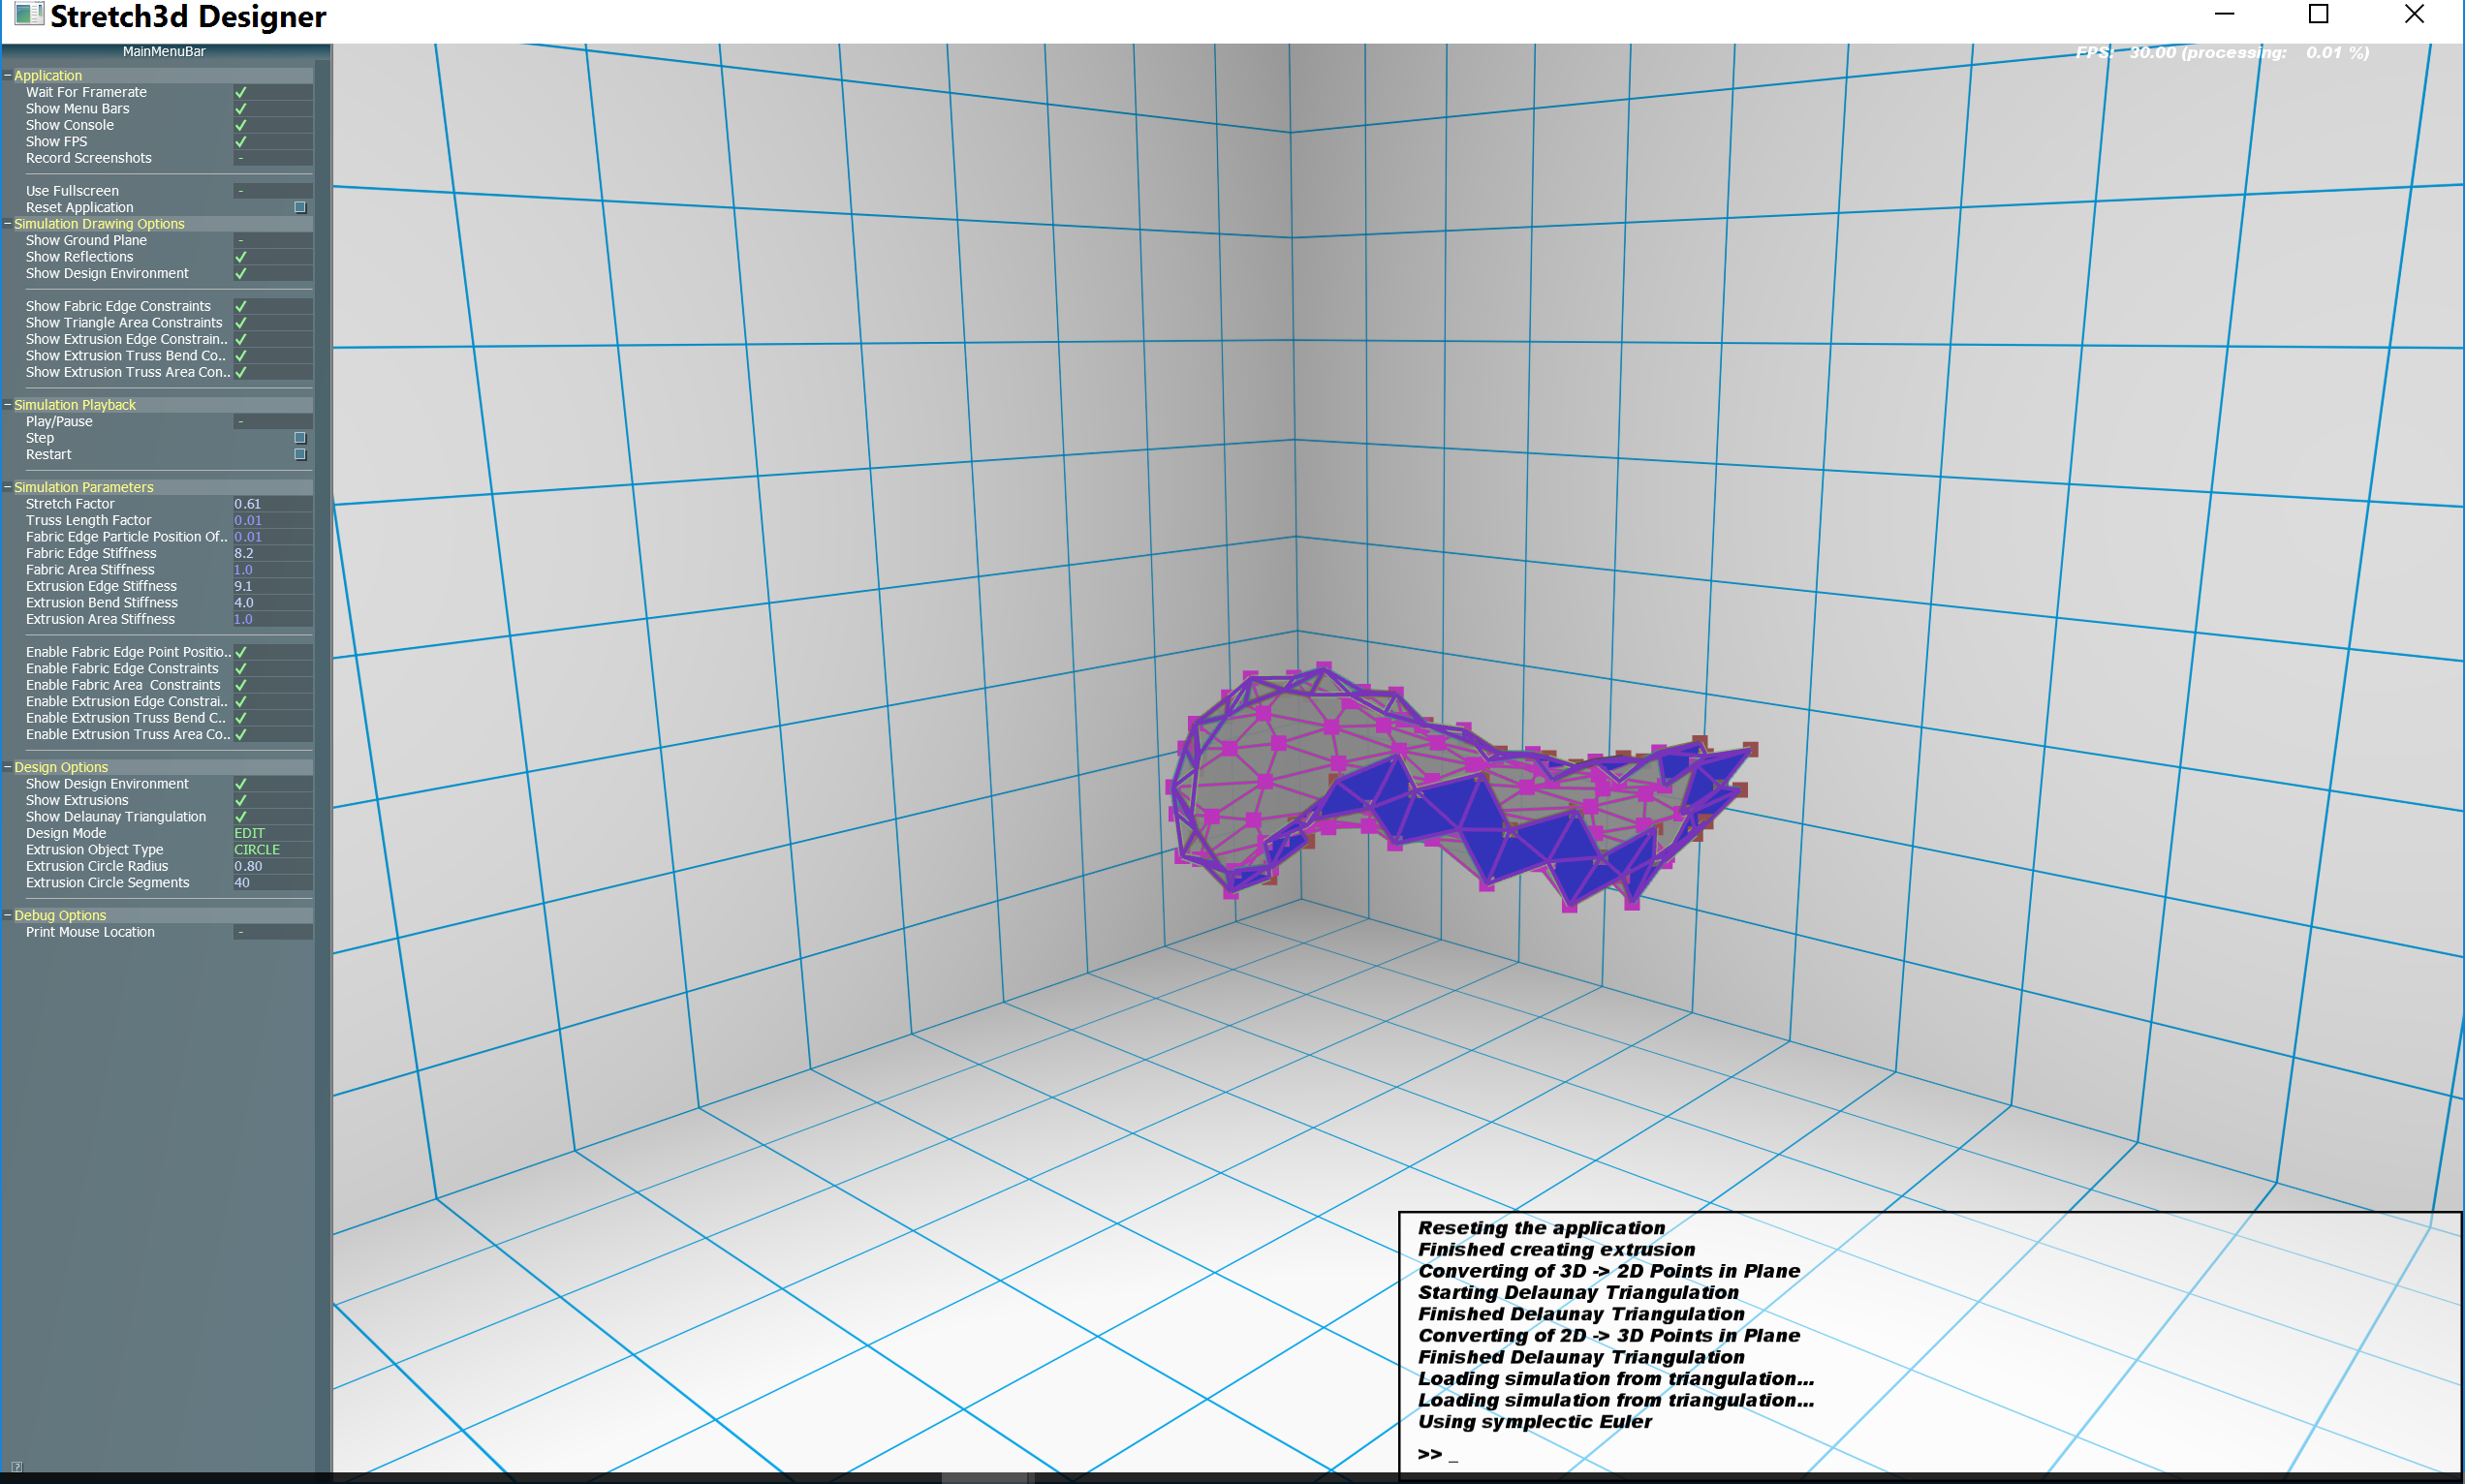 Stretch3d Designer
MainMenuBar
FPS: 30.00 (processing: 0.01 %)
Application
Wait For Framerate
Show Menu Bars
Show Console
Show FPS
Record Screenshots -
Use Fullscreen -
Reset Application
Simulation Drawing Options
Show Ground Plane -
Show Reflections
Show Design Environment
Show Fabric Edge Constraints
Show Triangle Area Constraints
Show Extrusion Edge Constrain..
Show Extrusion Truss Bend Co..
Show Extrusion Truss Area Con..
Simulation Playback
Play/Pause -
Step
Restart
Simulation Parameters
Stretch Factor 0.61
Truss Length Factor 0.01
Fabric Edge Particle Position Of.. 0.01
Fabric Edge Stiffness 8.2
Fabric Area Stiffness 1.0
Extrusion Edge Stiffness 9.1
Extrusion Bend Stiffness 4.0
Extrusion Area Stiffness 1.0
Enable Fabric Edge Point Positio..
Enable Fabric Edge Constraints
Enable Fabric Area Constraints
Enable Extrusion Edge Constrai..
Enable Extrusion Truss Bend C..
Enable Extrusion Truss Area Co..
Design Options
Show Design Environment
Show Extrusions
Show Delaunay Triangulation
Design Mode EDIT
Extrusion Object Type CIRCLE
Extrusion Circle Radius 0.80
Extrusion Circle Segments 40
Debug Options
Print Mouse Location -
?
Reseting the application
Finished creating extrusion
Converting of 3D -> 2D Points in Plane
Starting Delaunay Triangulation
Finished Delaunay Triangulation
Converting of 2D -> 3D Points in Plane
Finished Delaunay Triangulation
Loading simulation from triangulation...
Loading simulation from triangulation...
Using symplectic Euler
>> _